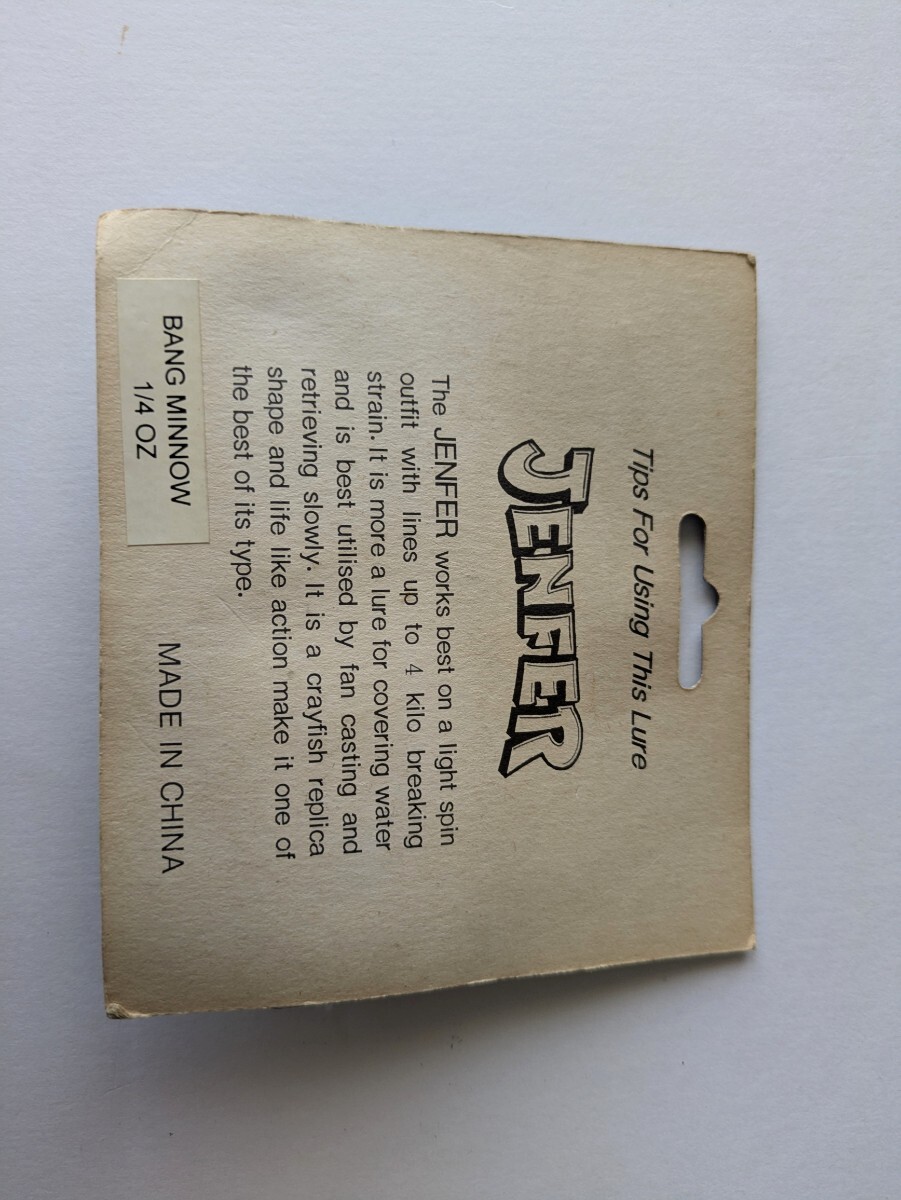 Tips For Using This Lure
JENFER
The JENFER works best on a light spin
outfit with lines up to 4 kilo breaking
strain. It is more a lure for covering water
and is best utilised by fan casting and
retrieving slowly. It is a crayfish replica
shape and life like action make it one of
the best of its type.
BANG MINNOW
1/4 OZ
MADE IN CHINA